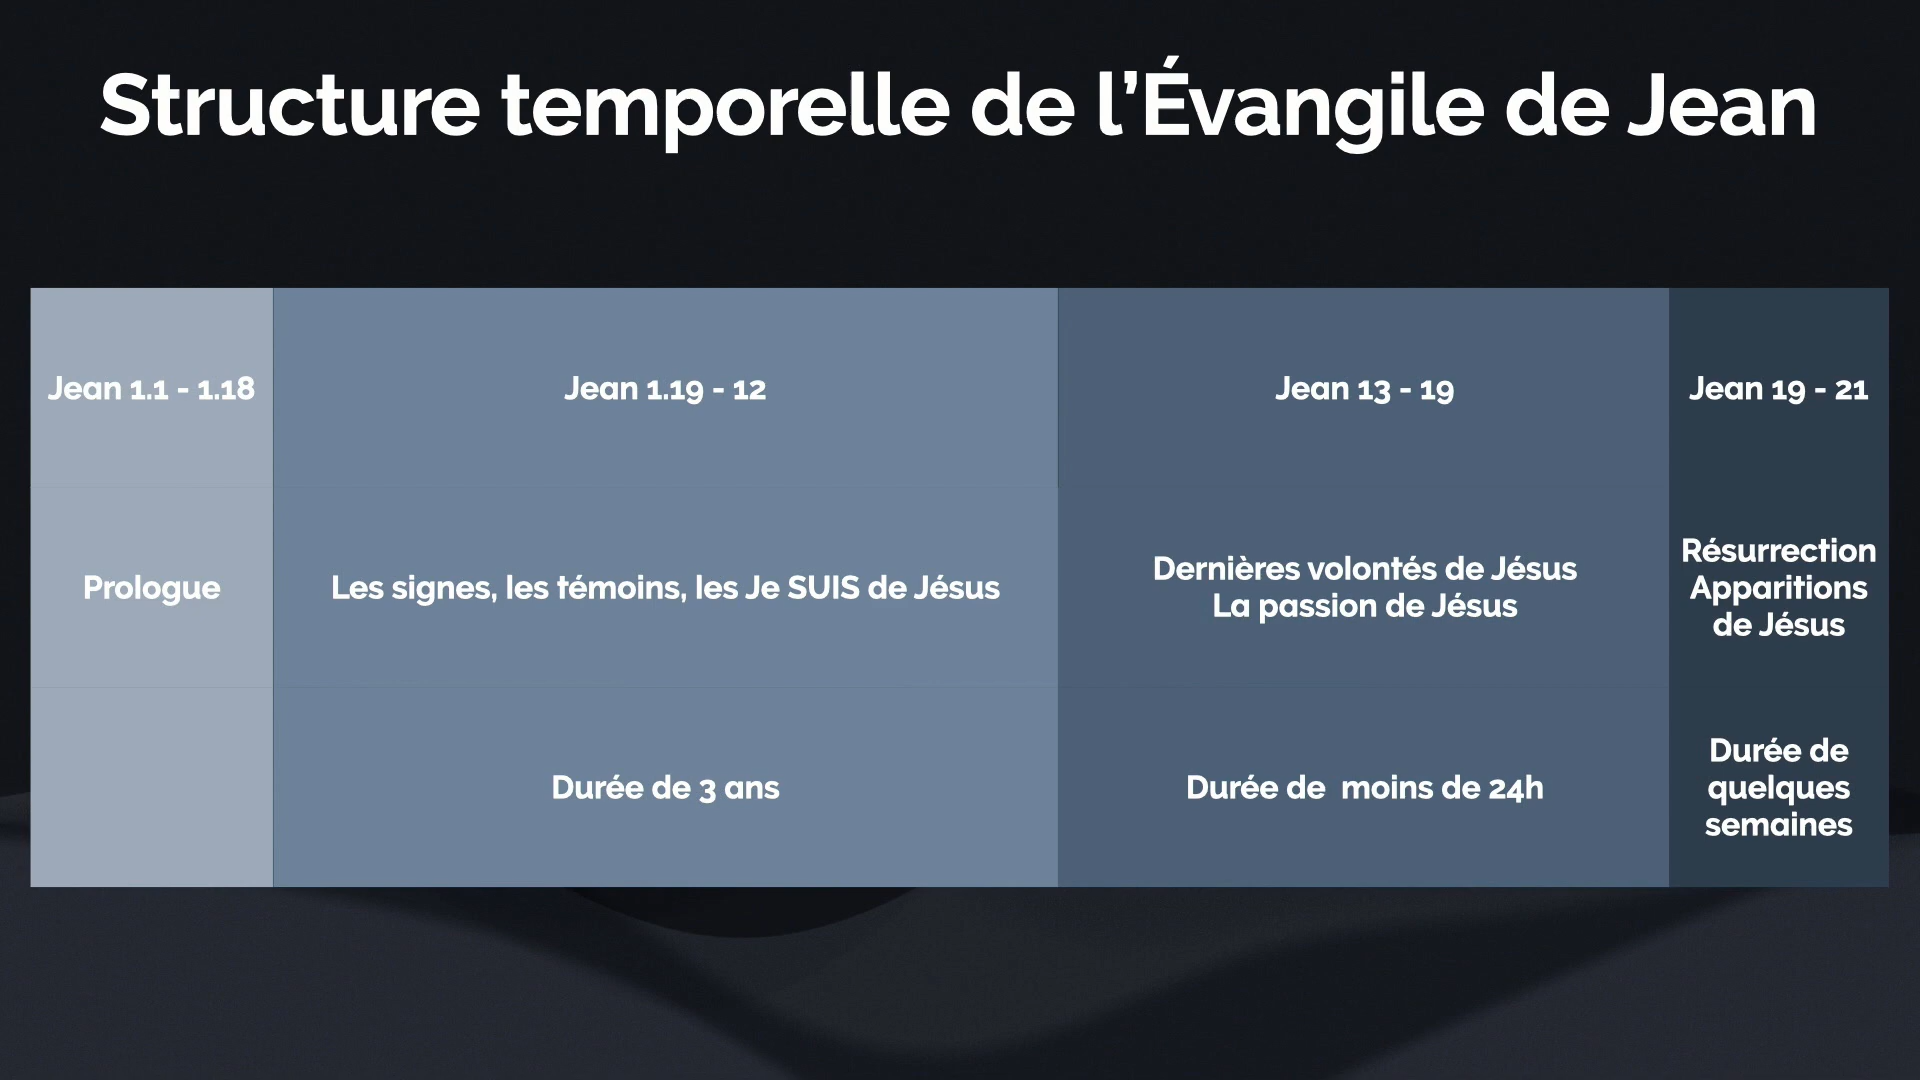 Structure temporelle de l’Évangile de Jean
Jean 1.1 - 1.18
Jean 1.19 - 12
Jean 13 - 19
Jean 19 - 21
Prologue
Les signes, les témoins, les Je SUIS de Jésus
Dernières volontés de Jésus
La passion de Jésus
Résurrection
Apparitions
de Jésus
Durée de 3 ans
Durée de  moins de 24h
Durée de
quelques
semaines